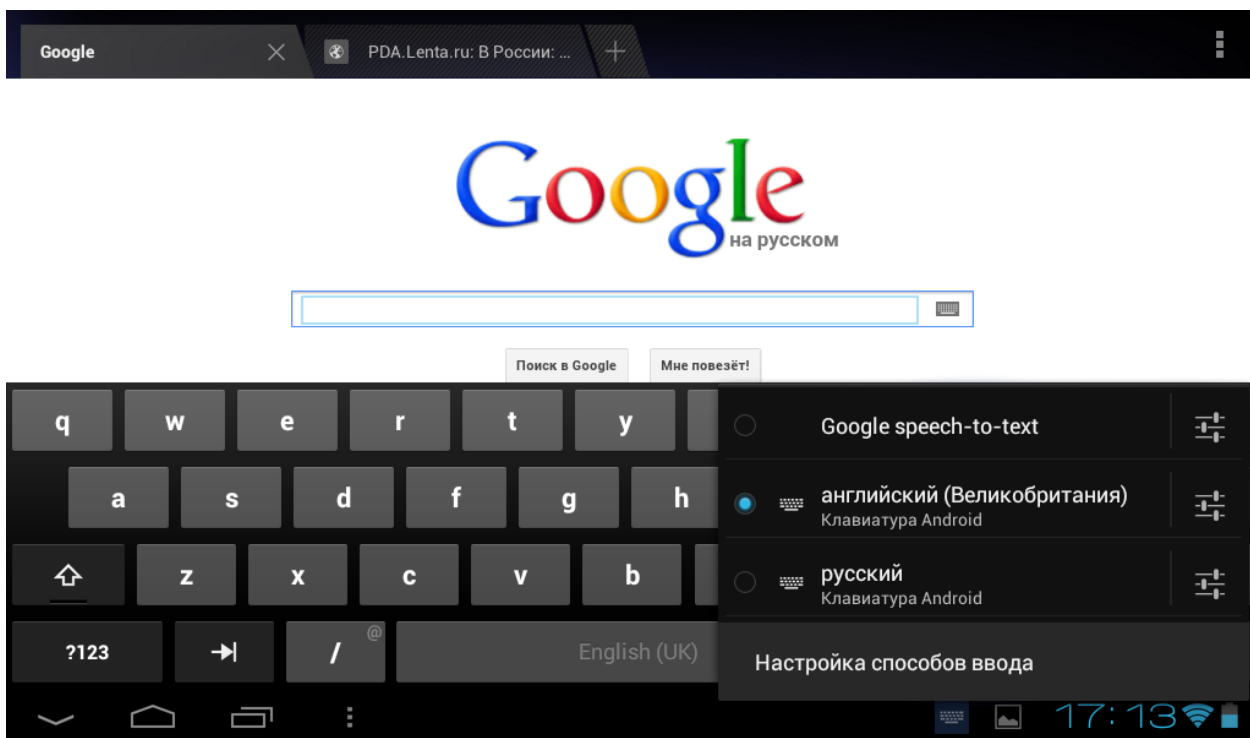 Google
PDA.Lenta.ru: В России: ...
Google
на русском
Поиск в Google
Мне повезёт!
q w e r t y
Google speech-to-text
a s d f g h
английский (Великобритания)
Клавиатура Android
z x c v b
русский
Клавиатура Android
?123
/
@
English (UK)
Настройка способов ввода
17:13